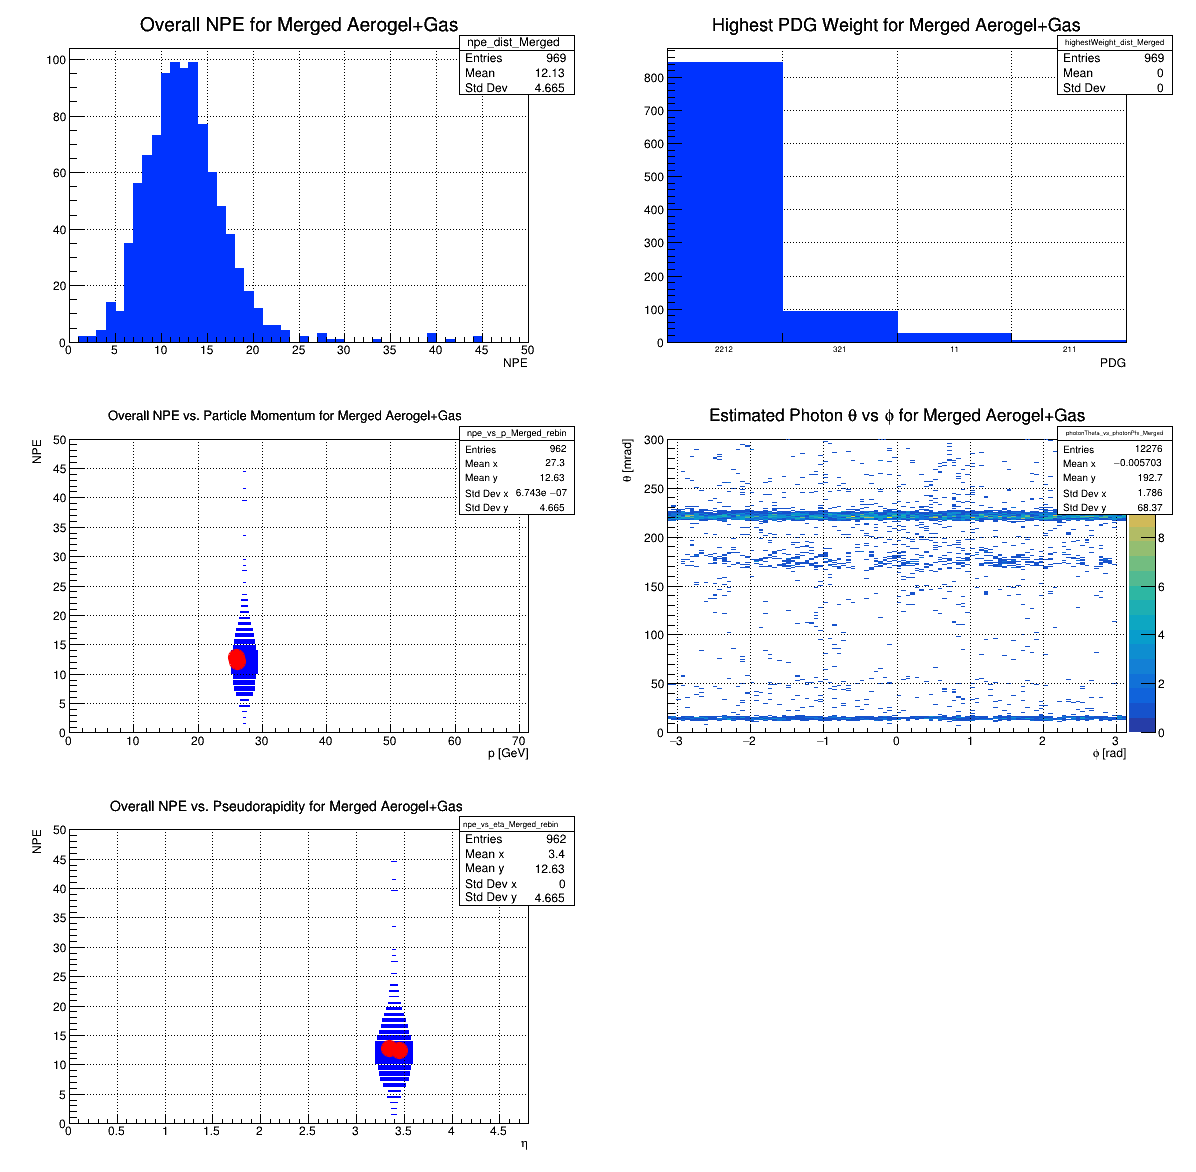 Overall NPE for Merged Aerogel+Gas
npe_dist_Merged
Entries 969
Mean 12.13
Std Dev 4.665
100
80
60
40
20
0
0 5 10 15 20 25 30 35 40 45 50
NPE
Highest PDG Weight for Merged Aerogel+Gas
highestWeight_dist_Merged
Entries 969
Mean 0
Std Dev 0
800
700
600
500
400
300
200
100
0
2212 321 11 211
PDG
Overall NPE vs. Particle Momentum for Merged Aerogel+Gas
npe_vs_p_Merged_rebin
Entries 962
Mean x 27.3
Mean y 12.63
Std Dev x 6.743e −07
Std Dev y 4.665
NPE
50
45
40
35
30
25
20
15
10
5
0
0 10 20 30 40 50 60 70
p [GeV]
Estimated Photon θ vs ϕ for Merged Aerogel+Gas
photonTheta_vs_photonPhi_Merged
Entries 12276
Mean x −0.005703
Mean y 192.7
Std Dev x 1.786
Std Dev y 68.37
θ [mrad]
300
250
200
150
100
50
0
−3 −2 −1 0 1 2 3
ϕ [rad]
8
6
4
2
0
Overall NPE vs. Pseudorapidity for Merged Aerogel+Gas
npe_vs_eta_Merged_rebin
Entries 962
Mean x 3.4
Mean y 12.63
Std Dev x 0
Std Dev y 4.665
NPE
50
45
40
35
30
25
20
15
10
5
0
0 0.5 1 1.5 2 2.5 3 3.5 4 4.5
η